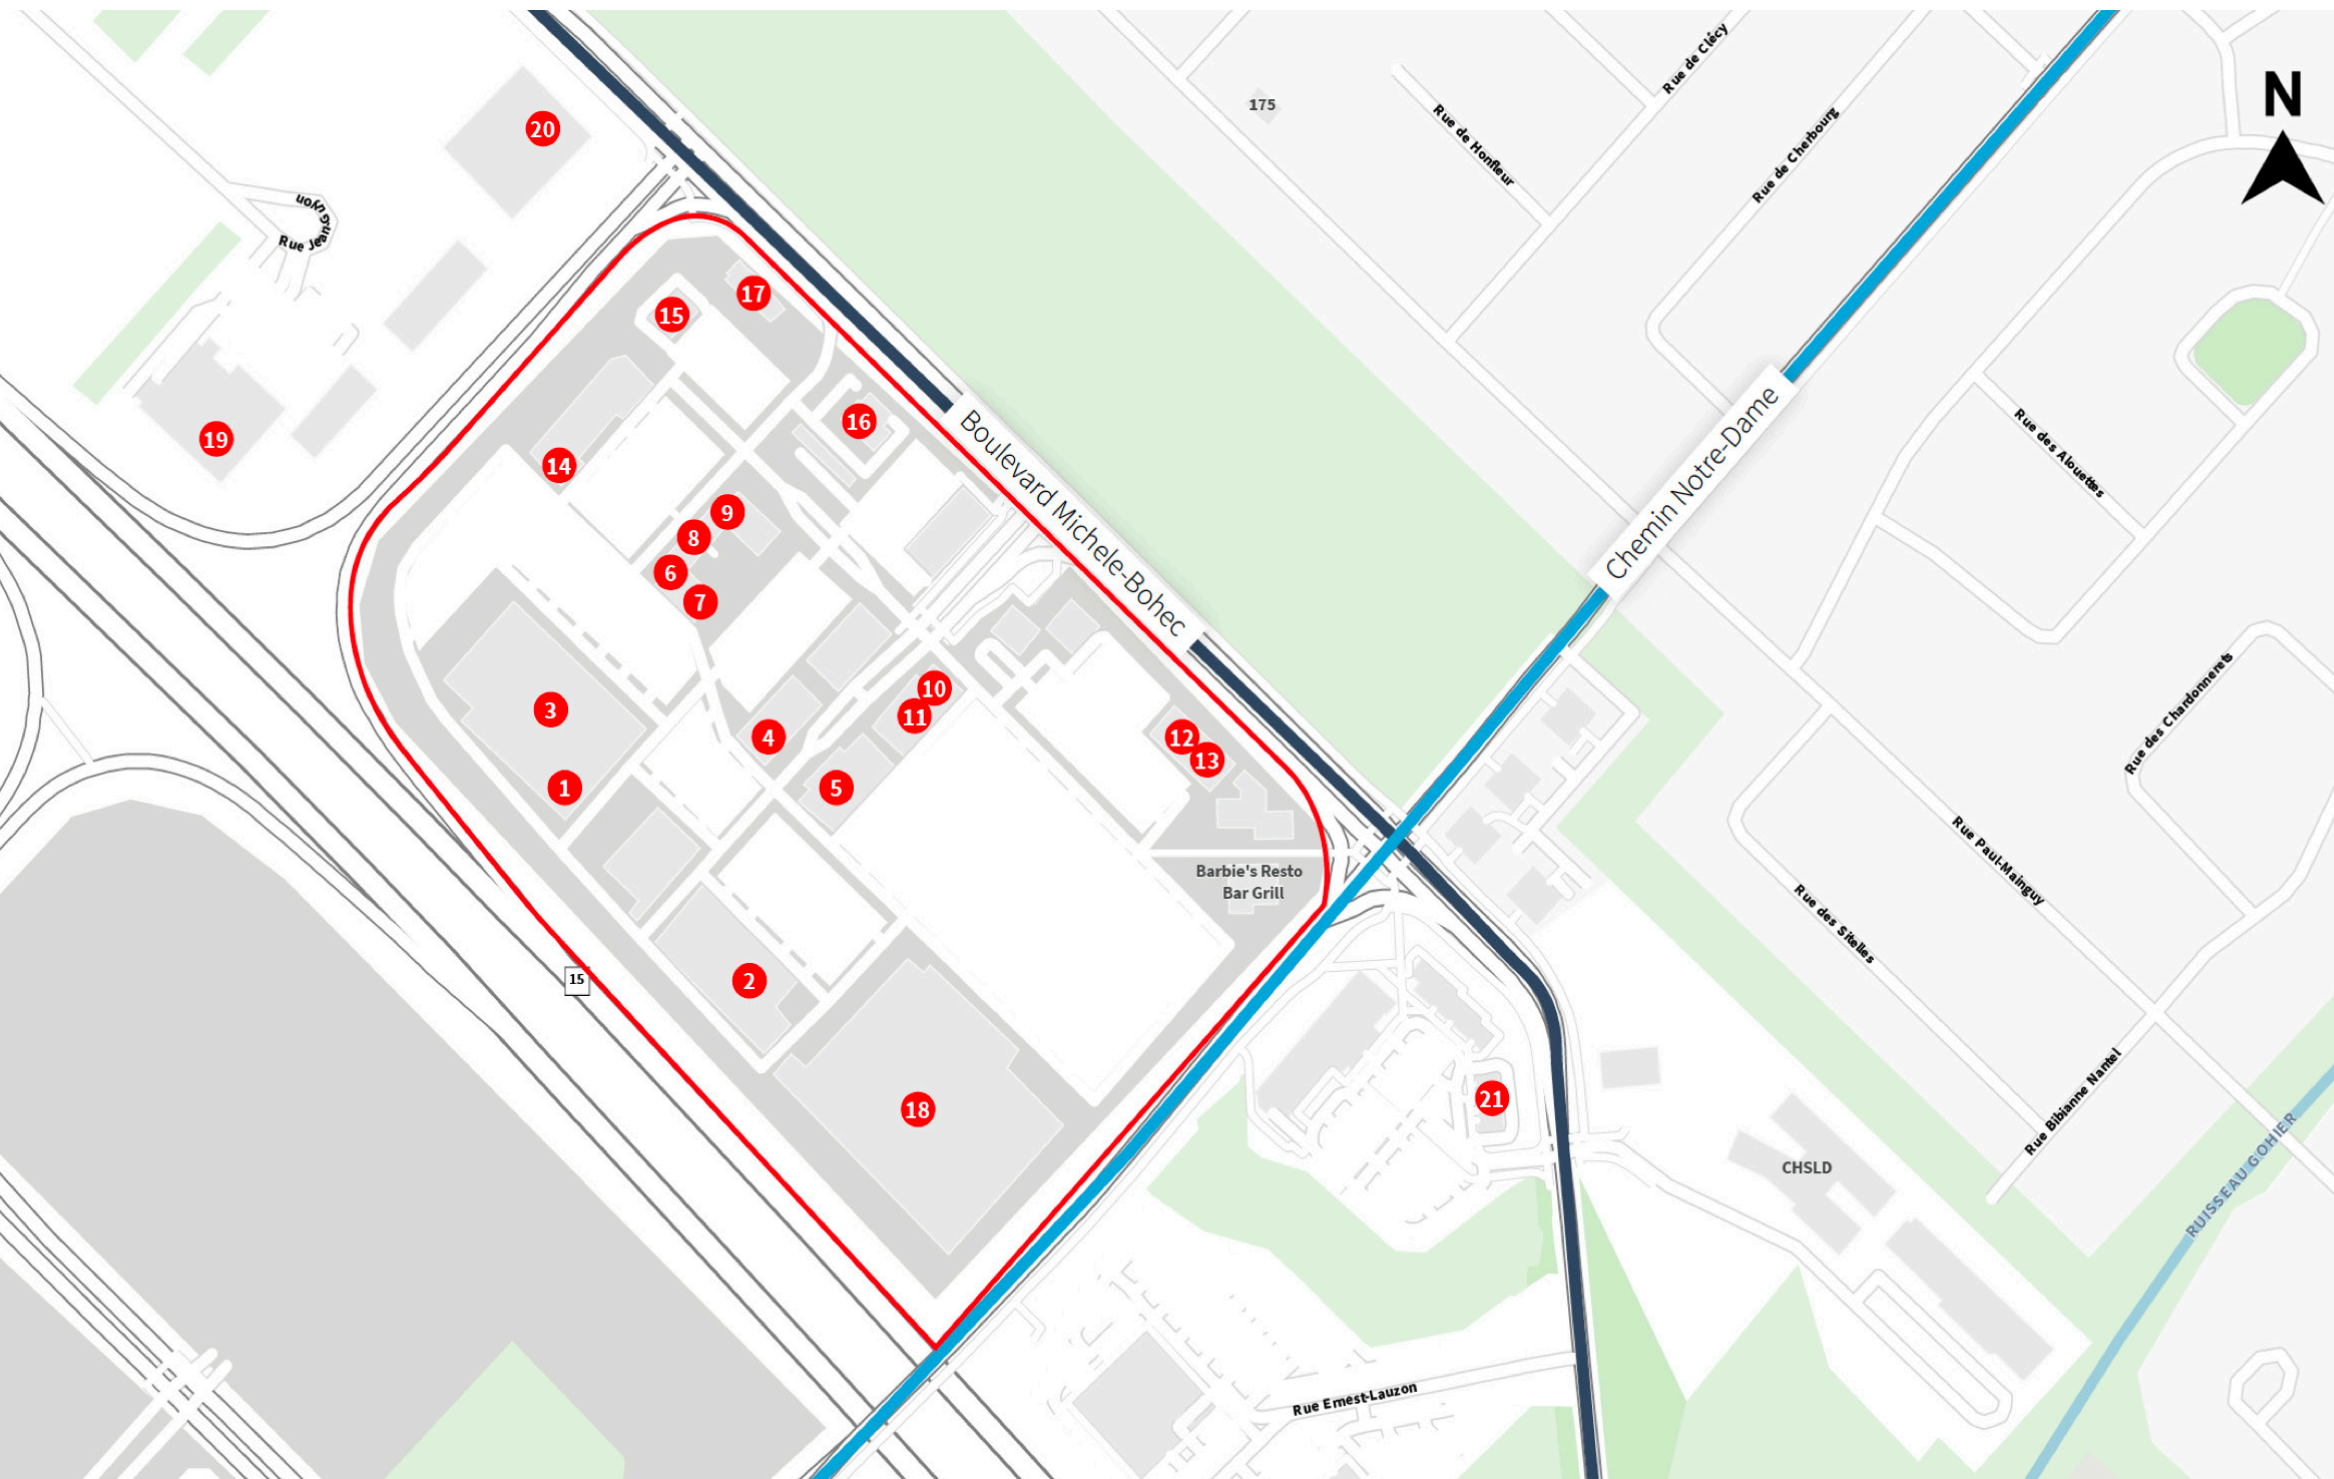 N
Rue de Clécy
175
Rue de Honfleur
Rue de Cherbourg
20
Rue Jean Guyon
17
15
16
19
14
Boulevard Michele-Bohec
Chemin Notre-Dame
Rue des Alouettes
9
8
6
7
10
11
3
4
12
13
1
5
Rue des Chardonnerets
Barbie's Resto
Bar Grill
Rue Paul-Mainguy
Rue des Sitelles
15
2
18
21
Rue Bibianne Nantel
CHSLD
RUISSEAU GOHIER
Rue Ernest-Lauzon